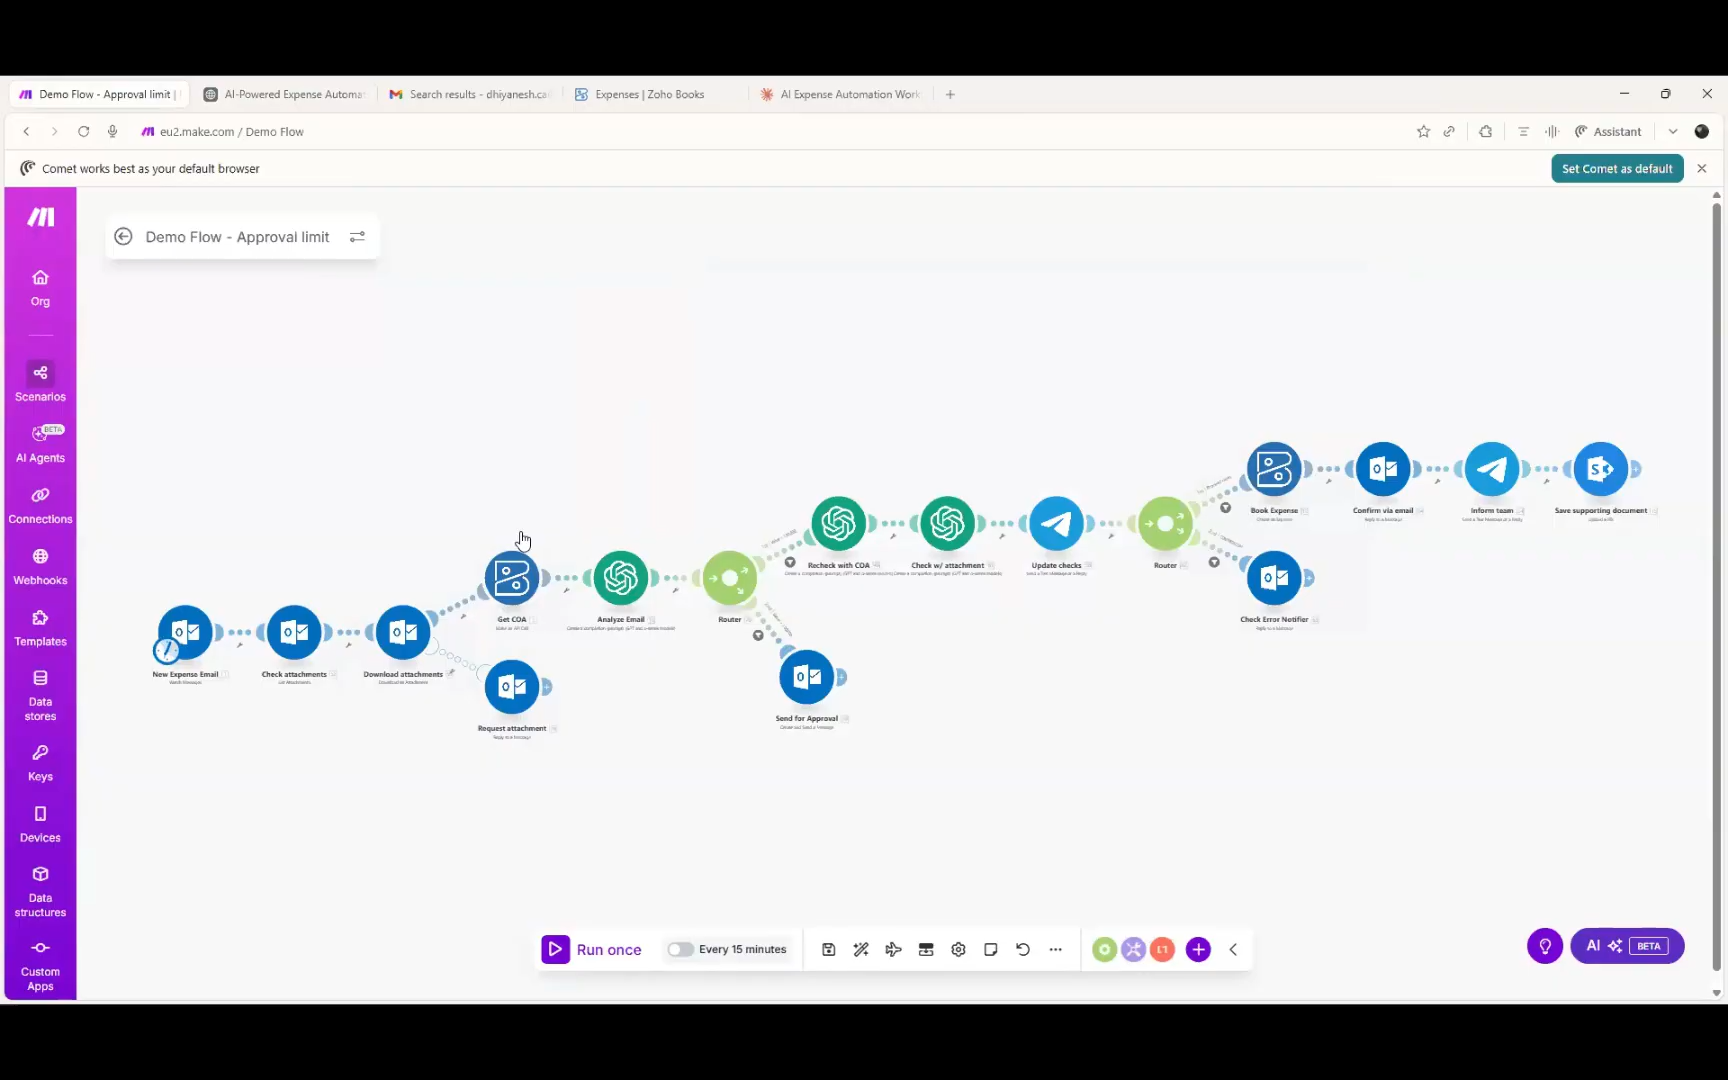 Demo Flow - Approval limit |
AI-Powered Expense Automa
Search results - dhiyanesh.ca
Expenses | Zoho Books
AI Expense Automation Work
eu2.make.com / Demo Flow
Assistant
Comet works best as your default browser
Set Comet as default
Demo Flow - Approval limit
Org
Scenarios
BETA
AI Agents
Connections
Webhooks
Templates
Data
stores
Keys
Devices
Data
structures
Custom
Apps
Book Expense
Confirm via email
Inform team
Save supporting document
Recheck with COA
Check w/ attachment
Update checks
Router
Get COA
Analyze Email
Router
Check Error Notifier
New Expense Email
Check attachments
Download attachments
Request attachment
Send for Approval
Run once
Every 15 minutes
AI
BETA